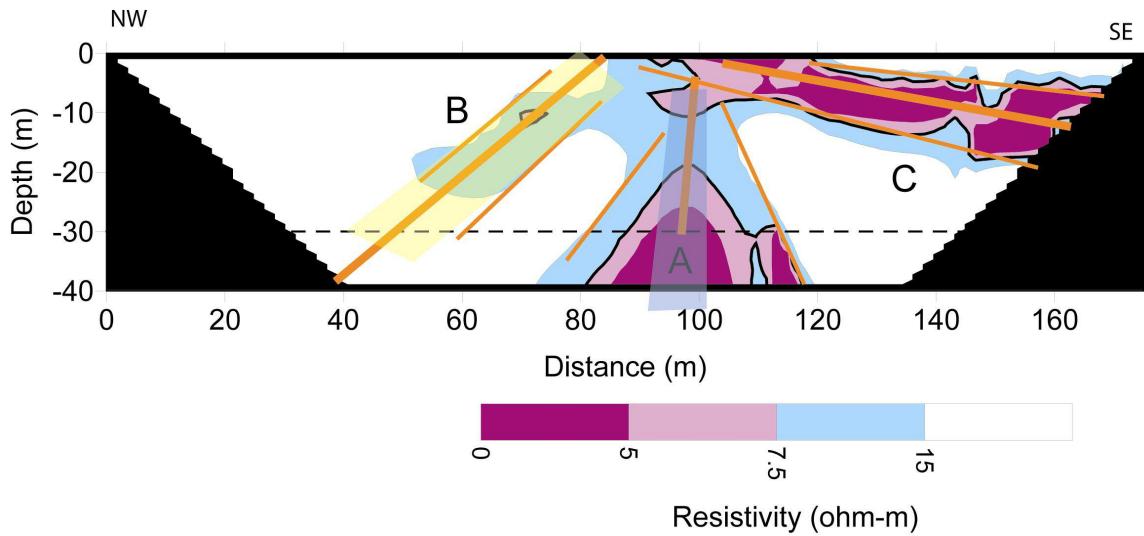 NW
SE
0
-10
-20
-30
-40
Depth (m)
B
C
A
0 20 40 60 80 100 120 140 160
Distance (m)
0 5 7.5 15
Resistivity (ohm-m)